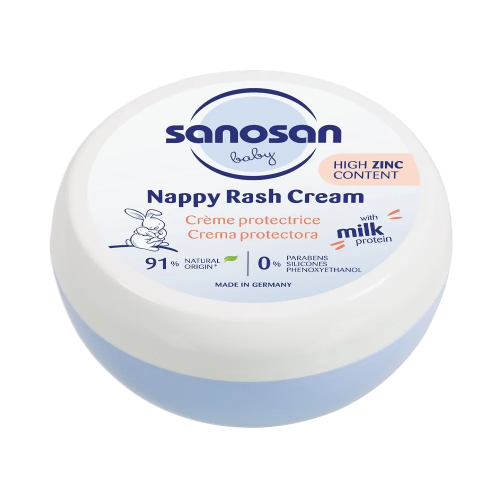 sanosan
baby
HIGH ZINC
CONTENT
Nappy Rash Cream
Crème protectrice
Crema protectora
with
milk
protein
91% NATURAL
ORIGIN*
0% PARABENS
SILICONES
PHENOXYETHANOL
MADE IN GERMANY